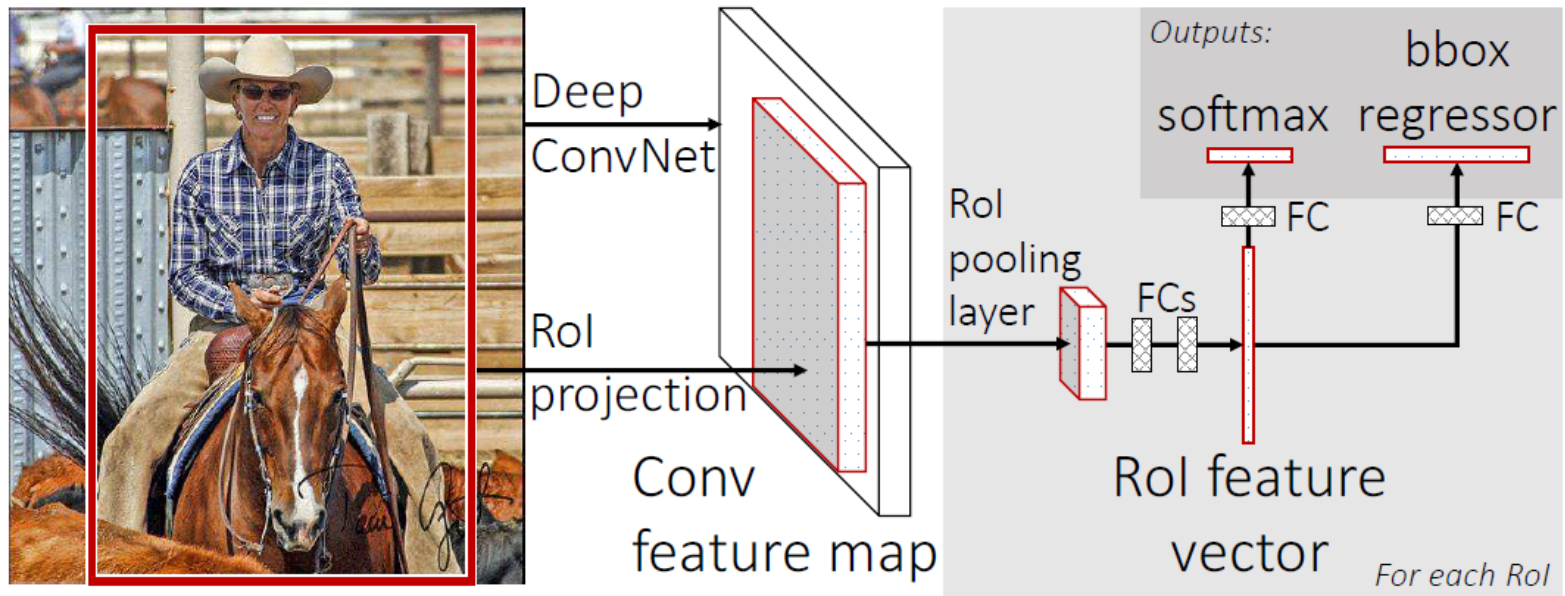 Deep
ConvNet
RoI
projection
Conv
feature map
RoI
pooling
layer
FCs
RoI feature
vector
For each RoI
Outputs:
softmax
bbox
regressor
FC
FC